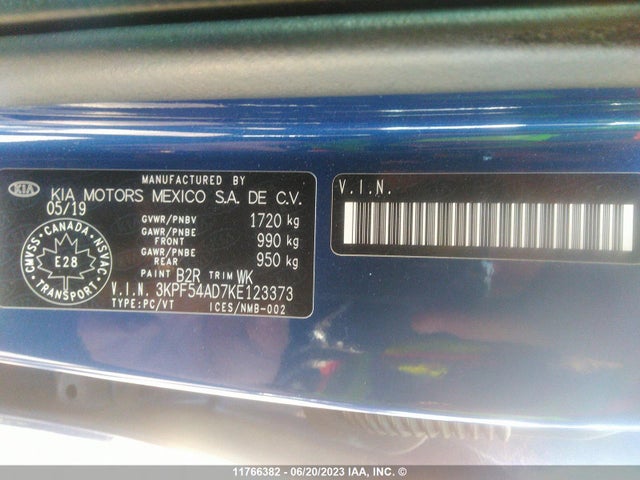 KIA
MANUFACTURED BY
KIA MOTORS MEXICO S.A. DE C.V.
05/19
GVWR/PNBV 1720 kg
GAWR/PNBE FRONT 990 kg
GAWR/PNBE REAR 950 kg
PAINT B2R TRIM WK
V.I.N. 3KPF54AD7KE123373
TYPE:PC/VT ICES/NMB-002
CMVSS • CANADA • NSVAC
E28
TRANSPORT
V.I.N.
11766382 - 06/20/2023 IAA, INC. ©